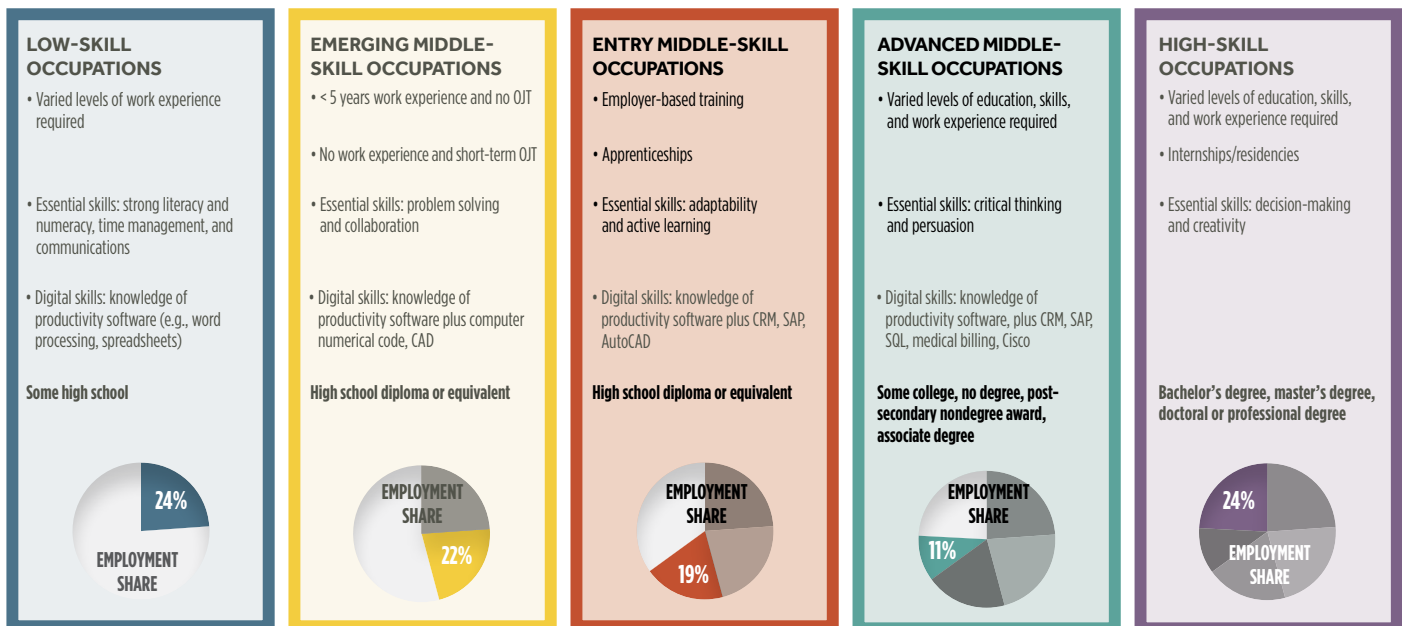 LOW-SKILL
OCCUPATIONS
• Varied levels of work experience
required
• Essential skills: strong literacy and
numeracy, time management, and
communications
• Digital skills: knowledge of
productivity software (e.g., word
processing, spreadsheets)
Some high school
24%
EMPLOYMENT
SHARE
EMERGING MIDDLE-
SKILL OCCUPATIONS
• < 5 years work experience and no OJT
• No work experience and short-term OJT
• Essential skills: problem solving
and collaboration
• Digital skills: knowledge of
productivity software plus computer
numerical code, CAD
High school diploma or equivalent
EMPLOYMENT
SHARE
22%
ENTRY MIDDLE-SKILL
OCCUPATIONS
• Employer-based training
• Apprenticeships
• Essential skills: adaptability
and active learning
• Digital skills: knowledge of
productivity software plus CRM, SAP,
AutoCAD
High school diploma or equivalent
EMPLOYMENT
SHARE
19%
ADVANCED MIDDLE-
SKILL OCCUPATIONS
• Varied levels of education, skills,
and work experience required
• Essential skills: critical thinking
and persuasion
• Digital skills: knowledge of
productivity software, plus CRM, SAP,
SQL, medical billing, Cisco
Some college, no degree, post-
secondary nondegree award,
associate degree
EMPLOYMENT
SHARE
11%
HIGH-SKILL
OCCUPATIONS
• Varied levels of education, skills,
and work experience required
• Internships/residencies
• Essential skills: decision-making
and creativity
Bachelor's degree, master's degree,
doctoral or professional degree
24%
EMPLOYMENT
SHARE